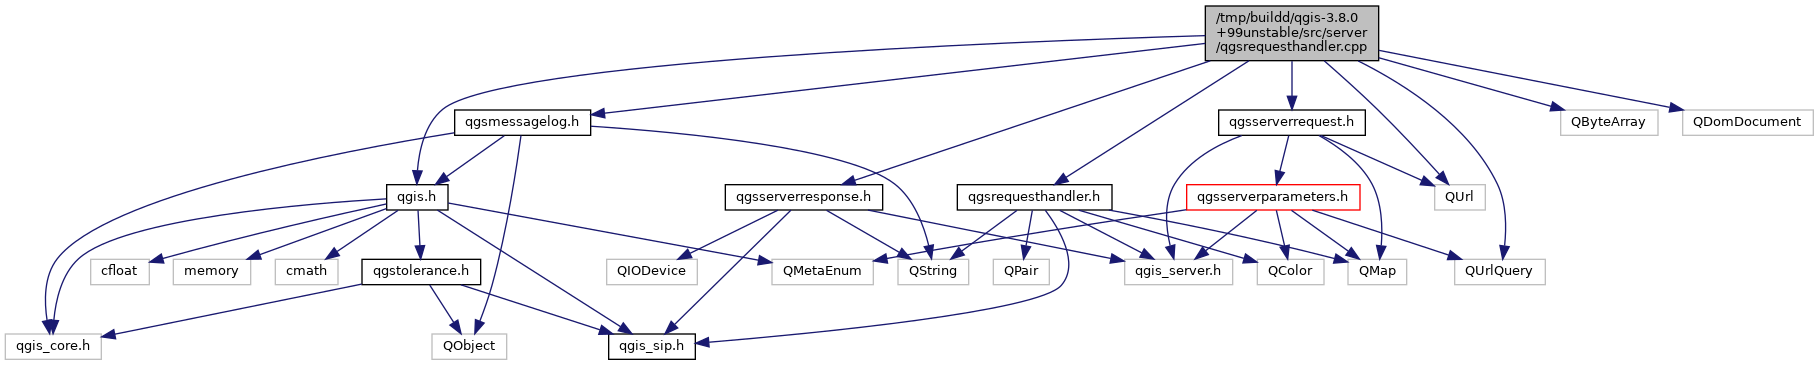 /tmp/buildd/qgis-3.8.0
+99unstable/src/server
/qgsrequesthandler.cpp
qgsmessagelog.h
qgsserverrequest.h
QByteArray
QDomDocument
qgis.h
qgsserverresponse.h
qgsrequesthandler.h
qgsserverparameters.h
QUrl
cfloat
memory
cmath
qgstolerance.h
QIODevice
QMetaEnum
QString
QPair
qgis_server.h
QColor
QMap
QUrlQuery
qgis_core.h
QObject
qgis_sip.h